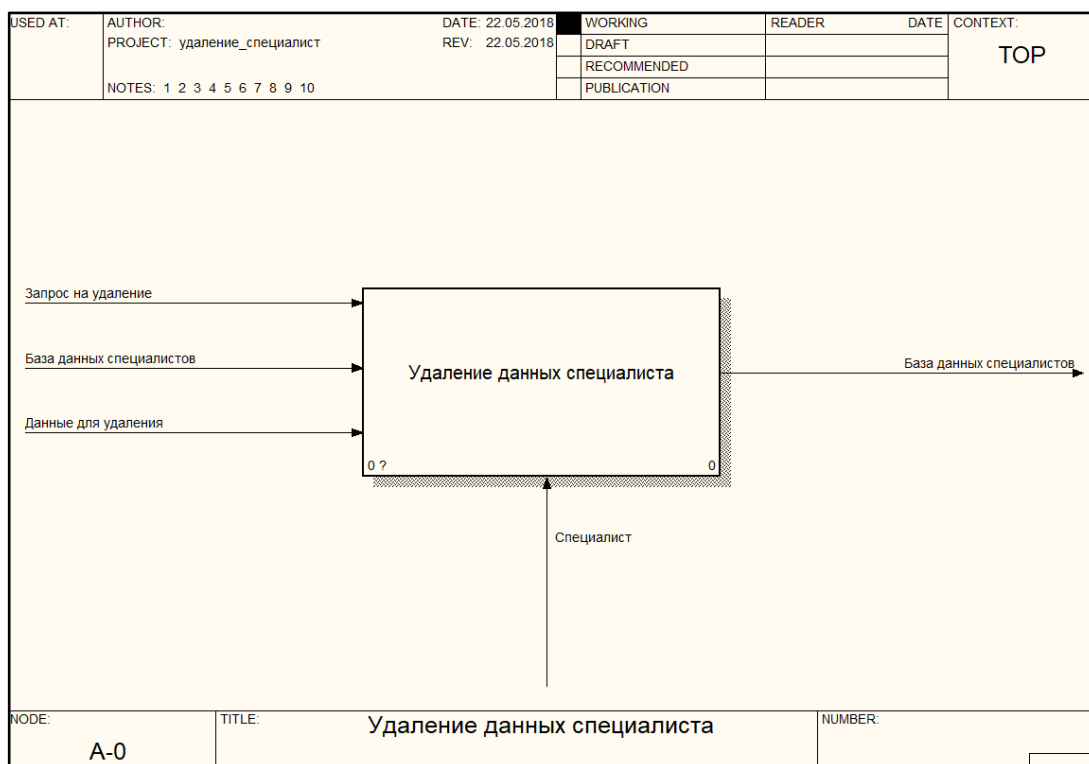 USED AT:
AUTHOR:
DATE: 22.05.2018
WORKING
READER
DATE
CONTEXT:
PROJECT: удаление_специалист
REV: 22.05.2018
DRAFT
TOP
RECOMMENDED
NOTES: 1 2 3 4 5 6 7 8 9 10
PUBLICATION
Запрос на удаление
База данных специалистов
Данные для удаления
Удаление данных специалиста
0 ?
0
База данных специалистов
Специалист
NODE:
A-0
TITLE:
Удаление данных специалиста
NUMBER: